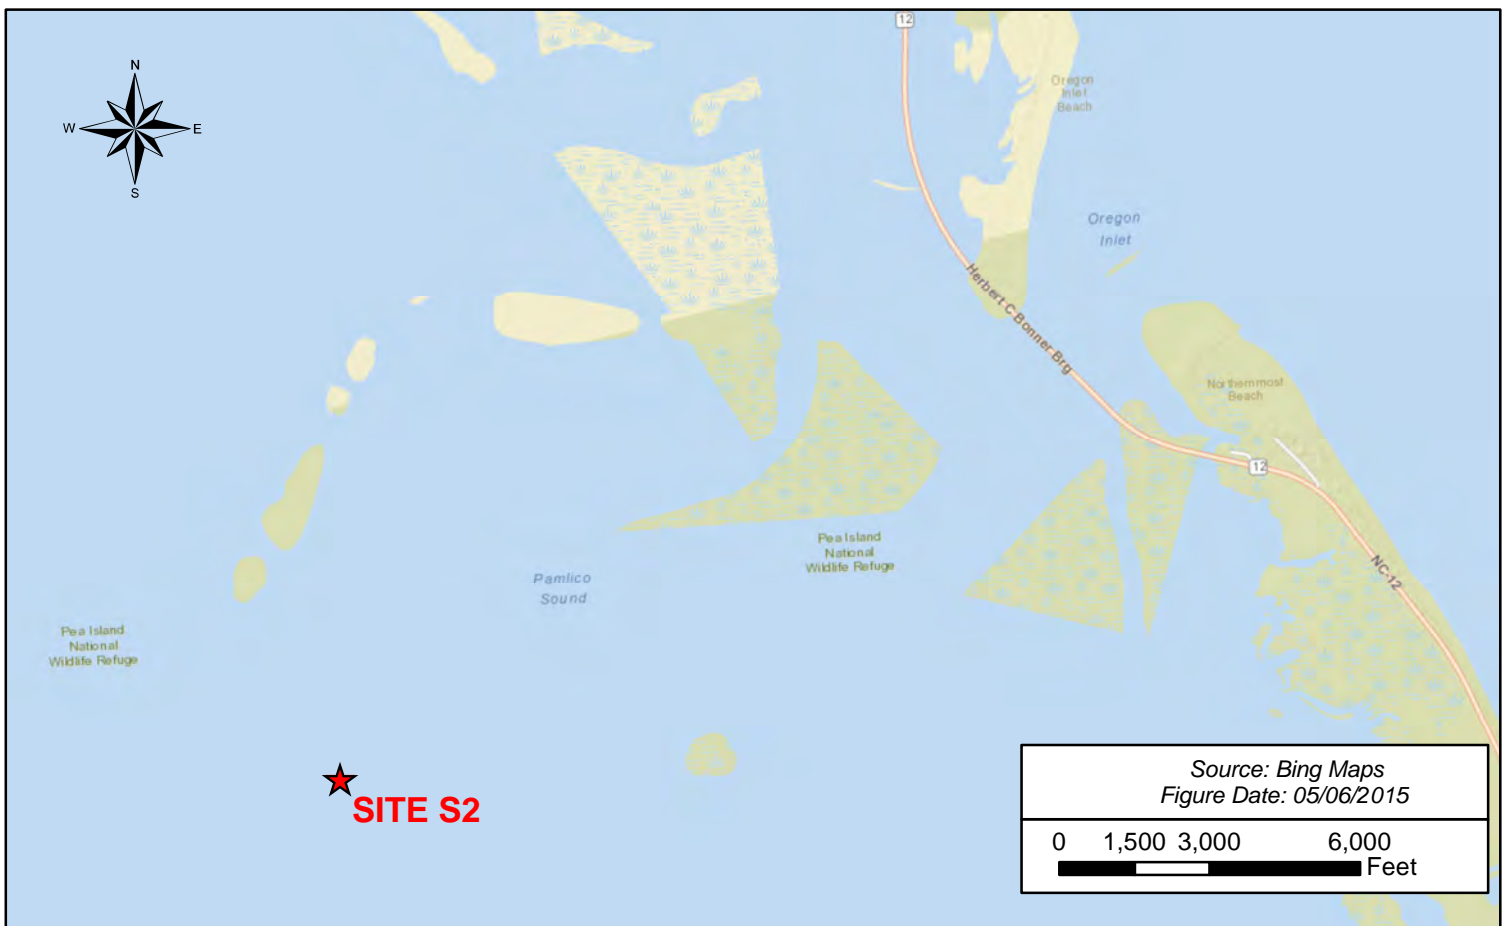 12
N
W
E
S
Oregon
Inlet
Beach
Oregon
Inlet
Herbert C Bonner Brg
Northernmost
Beach
12
NC-12
Pea Island
National
Wildlife Refuge
Pamlico
Sound
Pea Island
National
Wildlife Refuge
SITE S2
Source: Bing Maps
Figure Date: 05/06/2015
0 1,500 3,000 6,000
Feet